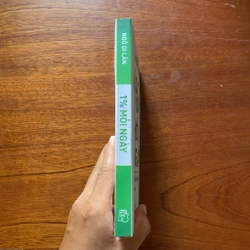 NGÔ DI LÂN
1% MỖI NGÀY